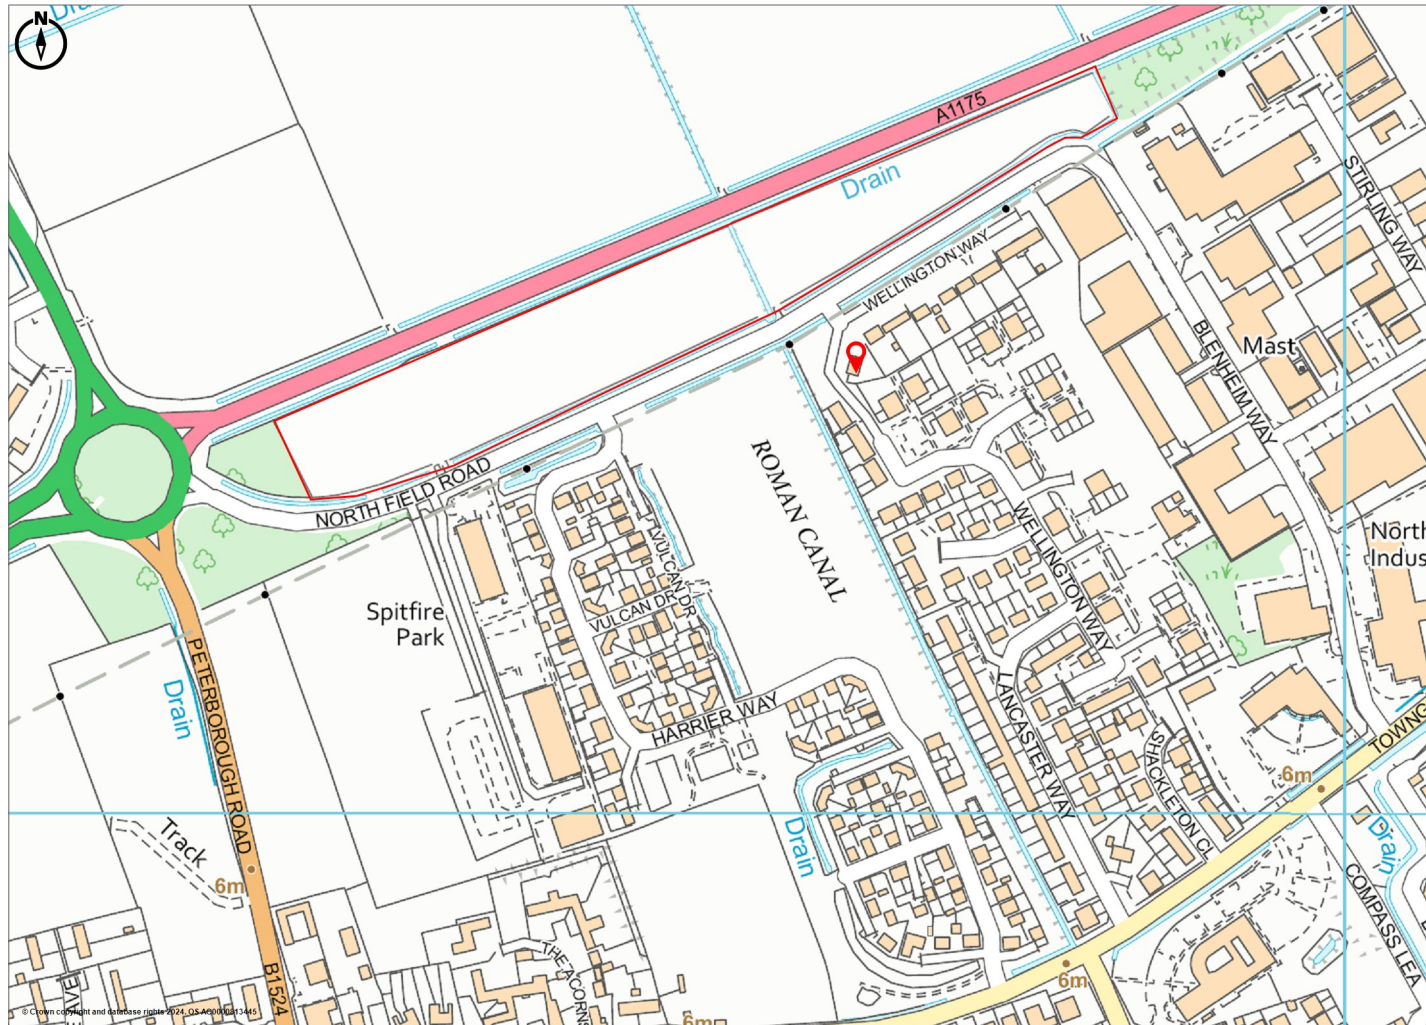 N
A1175
Drain
STIRLING WAY
WELLINGTON WAY
BLENHEIM WAY
Mast
ROMAN CANAL
NORTH FIELD ROAD
VULCAN DR
VULCAN DR
WELLINGTON WAY
North
Indus
Spitfire
Park
PETERBOROUGH ROAD
Drain
HARRIER WAY
LANCASTER WAY
SHACKLETON CL
TOWNG
6m
Drain
Track
6m
Drain
COMPASS LEA
THE ACORNS
B1524
6m
6m
© Crown copyright and database rights 2024. OS AC0000813445